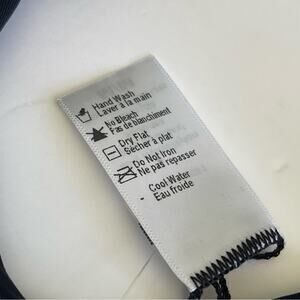 Hand Wash
Laver à la main
No Bleach
Pas de blanchiment
Dry Flat
Sécher à plat
Do Not Iron
Ne pas repasser
- Cool Water
- Eau froide